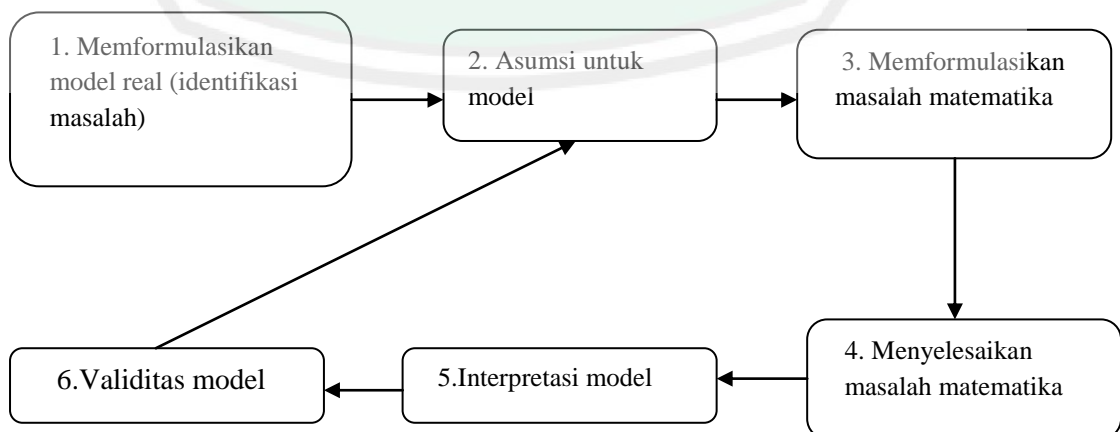 1. Memformulasikan
model real (identifikasi
masalah)
2. Asumsi untuk
model
3. Memformulasikan
masalah matematika
4. Menyelesaikan
masalah matematika
5.Interpretasi model
6.Validitas model